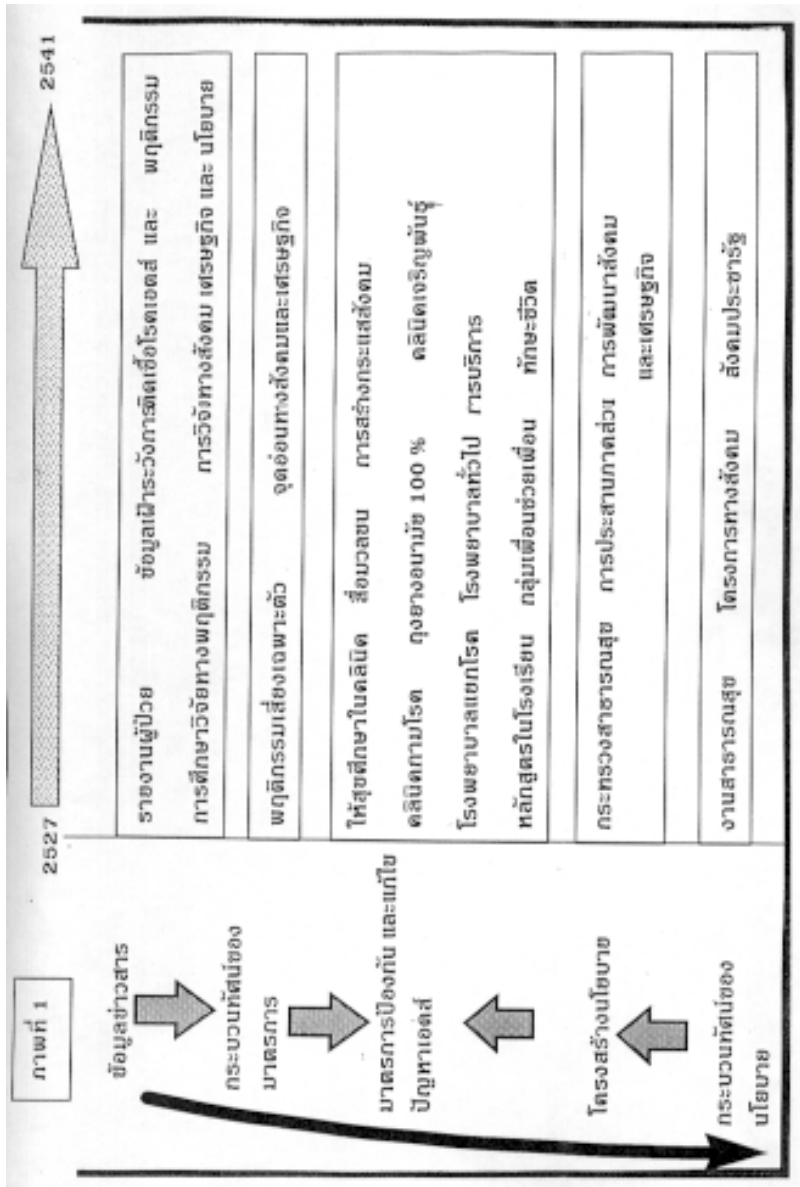 ภาพที่ 1
2527
2541
ข้อมูลข่าวสาร
รายงานผู้ป่วย ข้อมูลเฝ้าระวังการติดเชื้อโรคเอดส์ และ พฤติกรรม
การศึกษาวิจัยทางพฤติกรรม การวิจัทางสังคม เศรษฐกิจ และ นโยบาย
กระบวนทัศน์ของ
มาตรการ
พฤติกรรมเสี่ยงเฉพาะตัว จุดอ่อนทางสังคมและเศรษฐกิจ
มาตรการป้องกัน และแก้ไข
ปัญหาเอดส์
ให้สุขศึกษาในคลินิค สื่อมวลชน การสร้างกระแสสังคม
คลินิคกามโรค ถุงยางอนามัย 100 % คลินิคเจริญพันธุ์
โรงพยาบาลแยกโรค โรงพยาบาลทั่วไป การบริการ
หลักสูตรในโรงเรียน กลุ่มเพื่อนช่วยเพื่อน ทักษะชีวิต
โครงสร้างนโยบาย
กระทรวงสาธารณสุข การประสานภาคส่วน การพัฒนาสังคม
และเศรษฐกิจ
กระบวนทัศน์ของ
นโยบาย
งานสาธารณสุข โครงการทางสังคม สังคมประชารัฐ